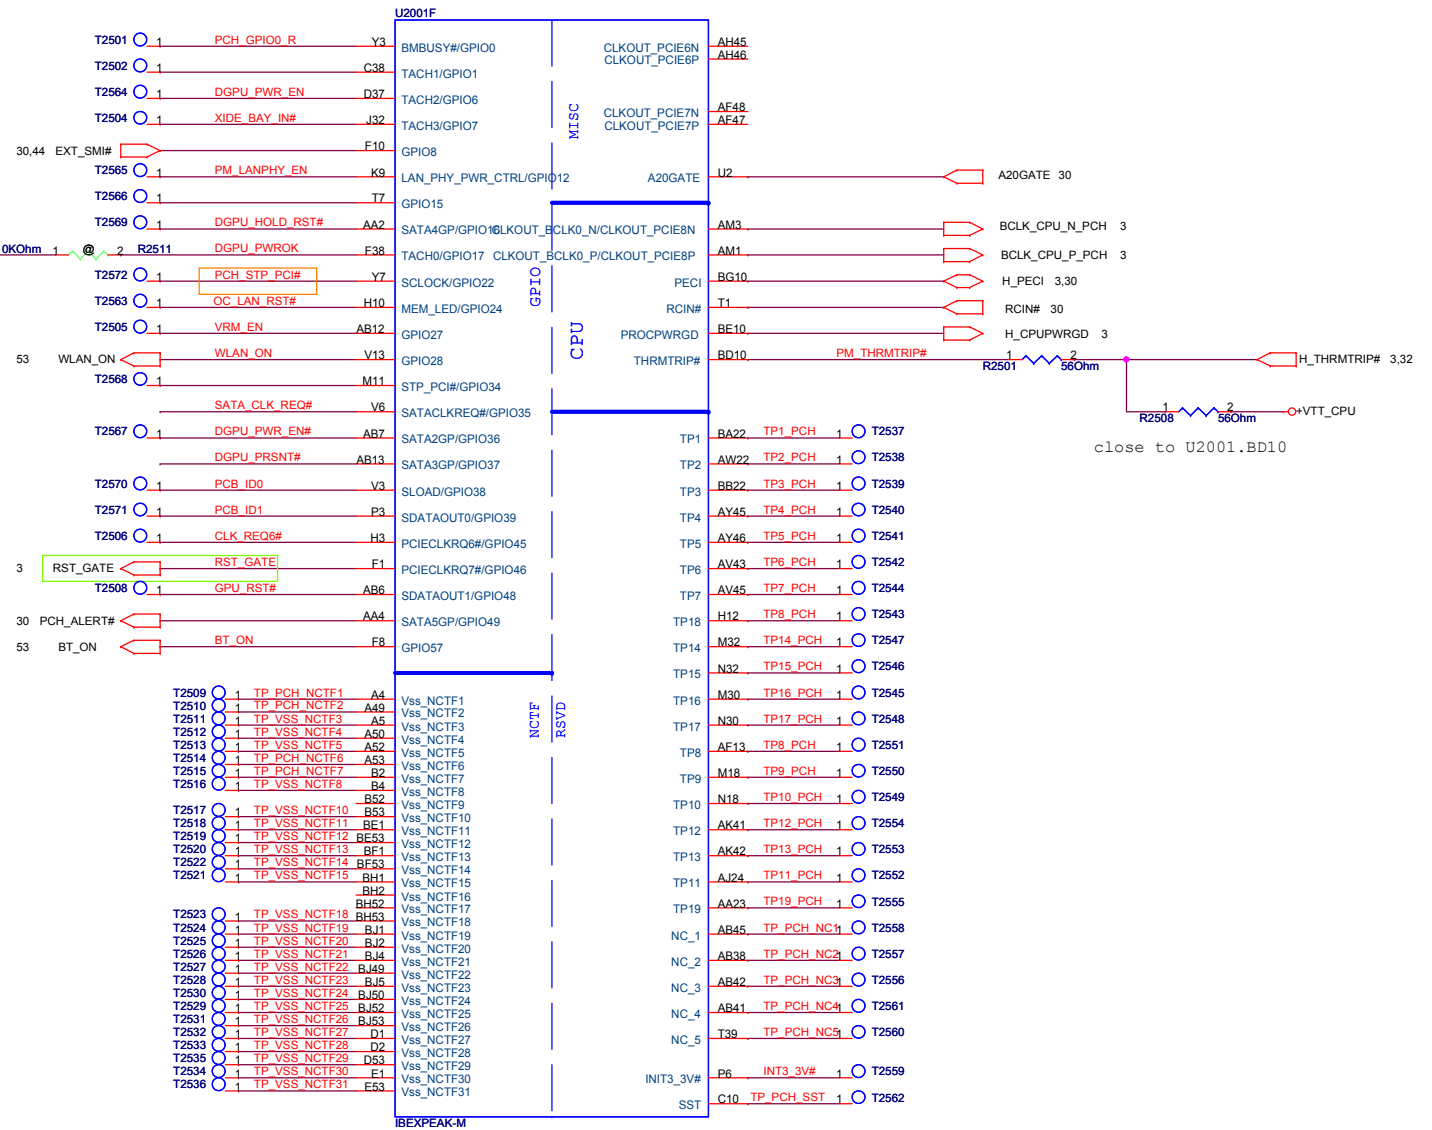 U2001F
T2501 1 PCH_GPIO0_R Y3 BMBUSY#/GPIO0
T2502 1 C38 TACH1/GPIO1
T2564 1 DGPU_PWR_EN D37 TACH2/GPIO6
T2504 1 XIDE_BAY_IN# J32 TACH3/GPIO7
30,44 EXT_SMI# F10 GPIO8
T2565 1 PM_LANPHY_EN K9 LAN_PHY_PWR_CTRL/GPIO12
T2566 1 T7 GPIO15
T2569 1 DGPU_HOLD_RST# AA2 SATA4GP/GPIO16
0KOhm 1 @ 2 R2511 DGPU_PWROK F38 TACH0/GPIO17
T2572 1 PCH_STP_PCI# Y7 SCLOCK/GPIO22
T2563 1 OC_LAN_RST# H10 MEM_LED/GPIO24
T2505 1 VRM_EN AB12 GPIO27
53 WLAN_ON WLAN_ON V13 GPIO28
T2568 1 M11 STP_PCI#/GPIO34
SATA_CLK_REQ# V6 SATACLKREQ#/GPIO35
T2567 1 DGPU_PWR_EN# AB7 SATA2GP/GPIO36
DGPU_PRSNT# AB13 SATA3GP/GPIO37
T2570 1 PCB_ID0 V3 SLOAD/GPIO38
T2571 1 PCB_ID1 P3 SDATAOUT0/GPIO39
T2506 1 CLK_REQ6# H3 PCIECLKRQ6#/GPIO45
3 RST_GATE RST_GATE F1 PCIECLKRQ7#/GPIO46
T2508 1 GPU_RST# AB6 SDATAOUT1/GPIO48
30 PCH_ALERT# AA4 SATA5GP/GPIO49
53 BT_ON BT_ON F8 GPIO57
T2509 1 TP_PCH_NCTF1 A4 Vss_NCTF1
T2510 1 TP_PCH_NCTF2 A49 Vss_NCTF2
T2511 1 TP_VSS_NCTF3 A5 Vss_NCTF3
T2512 1 TP_VSS_NCTF4 A50 Vss_NCTF4
T2513 1 TP_VSS_NCTF5 A52 Vss_NCTF5
T2514 1 TP_PCH_NCTF6 A53 Vss_NCTF6
T2515 1 TP_PCH_NCTF7 B2 Vss_NCTF7
T2516 1 TP_VSS_NCTF8 B4 Vss_NCTF8
B52 Vss_NCTF9
T2517 1 TP_VSS_NCTF10 B53 Vss_NCTF10
T2518 1 TP_VSS_NCTF11 BE1 Vss_NCTF11
T2519 1 TP_VSS_NCTF12 BE53 Vss_NCTF12
T2520 1 TP_VSS_NCTF13 BF1 Vss_NCTF13
T2522 1 TP_VSS_NCTF14 BF53 Vss_NCTF14
T2521 1 TP_VSS_NCTF15 BH1 Vss_NCTF15
BH2 Vss_NCTF16
BH52 Vss_NCTF17
T2523 1 TP_VSS_NCTF18 BH53 Vss_NCTF18
T2524 1 TP_VSS_NCTF19 BJ1 Vss_NCTF19
T2525 1 TP_VSS_NCTF20 BJ2 Vss_NCTF20
T2526 1 TP_VSS_NCTF21 BJ4 Vss_NCTF21
T2527 1 TP_VSS_NCTF22 BJ49 Vss_NCTF22
T2528 1 TP_VSS_NCTF23 BJ5 Vss_NCTF23
T2530 1 TP_VSS_NCTF24 BJ50 Vss_NCTF24
T2529 1 TP_VSS_NCTF25 BJ52 Vss_NCTF25
T2531 1 TP_VSS_NCTF26 BJ53 Vss_NCTF26
T2532 1 TP_VSS_NCTF27 D1 Vss_NCTF27
T2533 1 TP_VSS_NCTF28 D2 Vss_NCTF28
T2535 1 TP_VSS_NCTF29 D53 Vss_NCTF29
T2534 1 TP_VSS_NCTF30 E1 Vss_NCTF30
T2536 1 TP_VSS_NCTF31 E53 Vss_NCTF31
MISC
GPIO
CPU
NCTF
RSVD
CLKOUT_PCIE6N AH45
CLKOUT_PCIE6P AH46
CLKOUT_PCIE7N AF48
CLKOUT_PCIE7P AF47
A20GATE U2 A20GATE 30
CLKOUT_BCLK0_N/CLKOUT_PCIE8N AM3 BCLK_CPU_N_PCH 3
CLKOUT_BCLK0_P/CLKOUT_PCIE8P AM1 BCLK_CPU_P_PCH 3
PECI BG10 H_PECI 3,30
RCIN# T1 RCIN# 30
PROCPWRGD BE10 H_CPUPWRGD 3
THRMTRIP# BD10 PM_THRMTRIP# 1 2 H_THRMTRIP# 3,32
R2501 56Ohm
1 2 +VTT_CPU
R2508 56Ohm
close to U2001.BD10
TP1 BA22 TP1_PCH 1 T2537
TP2 AW22 TP2_PCH 1 T2538
TP3 BB22 TP3_PCH 1 T2539
TP4 AY45 TP4_PCH 1 T2540
TP5 AY46 TP5_PCH 1 T2541
TP6 AV43 TP6_PCH 1 T2542
TP7 AV45 TP7_PCH 1 T2544
TP18 H12 TP8_PCH 1 T2543
TP14 M32 TP14_PCH 1 T2547
TP15 N32 TP15_PCH 1 T2546
TP16 M30 TP16_PCH 1 T2545
TP17 N30 TP17_PCH 1 T2548
TP8 AF13 TP8_PCH 1 T2551
TP9 M18 TP9_PCH 1 T2550
TP10 N18 TP10_PCH 1 T2549
TP12 AK41 TP12_PCH 1 T2554
TP13 AK42 TP13_PCH 1 T2553
TP11 AJ24 TP11_PCH 1 T2552
TP19 AA23 TP19_PCH 1 T2555
NC_1 AB45 TP_PCH_NC1 1 T2558
NC_2 AB38 TP_PCH_NC2 1 T2557
NC_3 AB42 TP_PCH_NC3 1 T2556
NC_4 AB41 TP_PCH_NC4 1 T2561
NC_5 T39 TP_PCH_NC5 1 T2560
INIT3_3V# P6 INT3_3V# 1 T2559
SST C10 TP_PCH_SST 1 T2562
IBEXPEAK-M